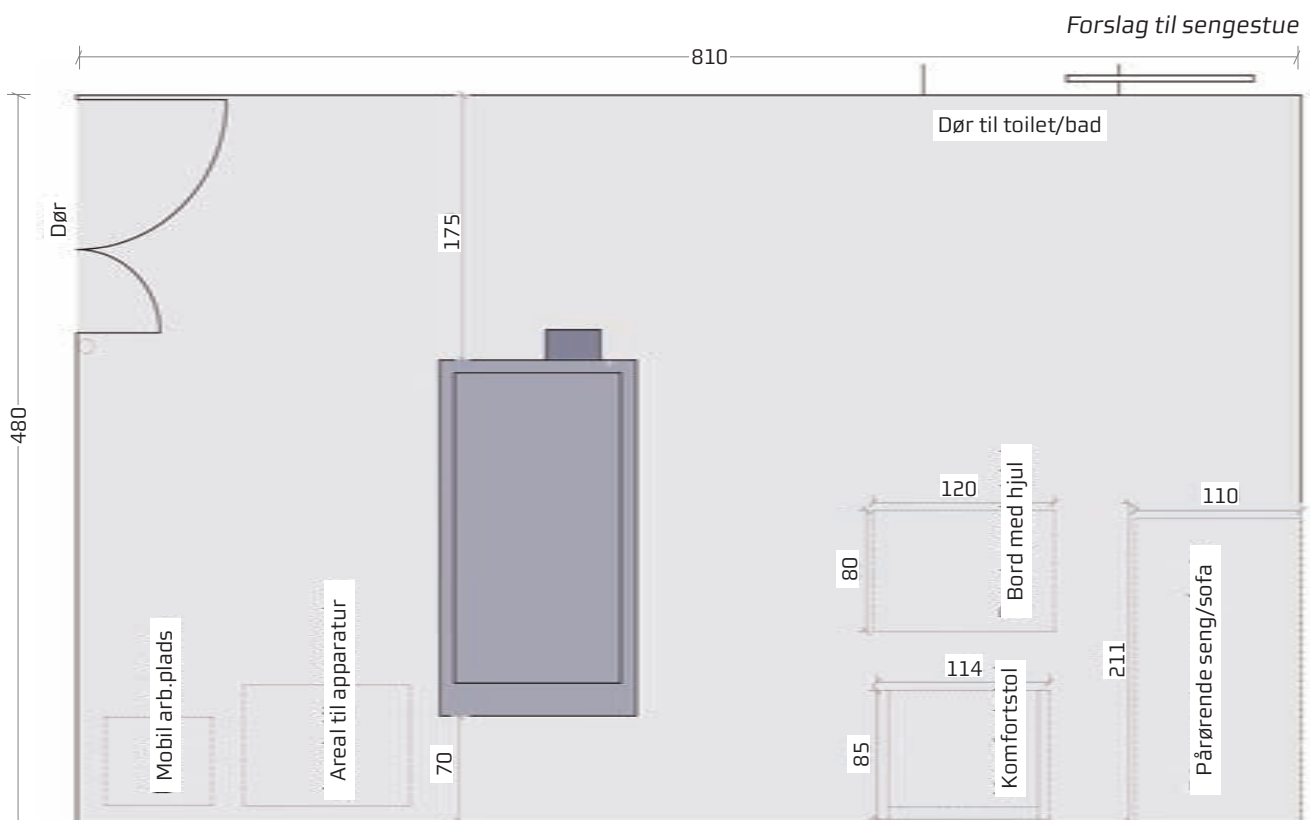 Forslag til sengestue
810
Dør til toilet/bad
Dør
175
480
120
Bord med hjul
110
80
Pårørende seng/sofa
Mobil arb.plads
Areal til apparatur
114
211
Komfortstol
85
70